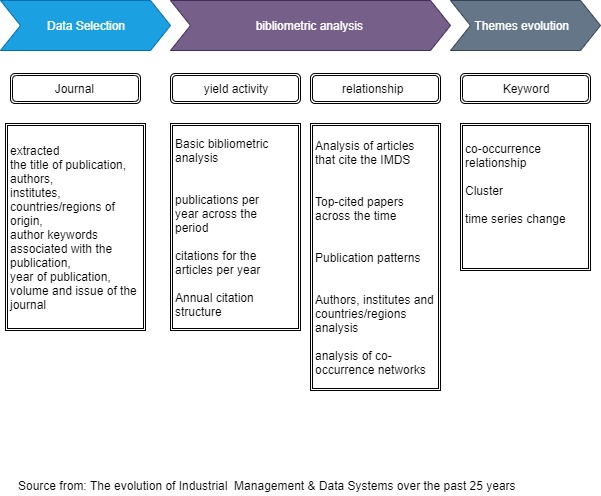 Data Selection
bibliometric analysis
Themes evolution
Journal
yield activity
relationship
Keyword
extracted
the title of publication,
authors,
institutes,
countries/regions of
origin,
author keywords
associated with the
publication,
year of publication,
volume and issue of the
journal
Basic bibliometric
analysis
publications per
year across the
period
citations for the
articles per year
Annual citation
structure
Analysis of articles
that cite the IMDS
Top-cited papers
across the time
Publication patterns
Authors, institutes and
countries/regions
analysis
analysis of co-
occurrence networks
co-occurrence
relationship
Cluster
time series change
Source from: The evolution of Industrial  Management & Data Systems over the past 25 years